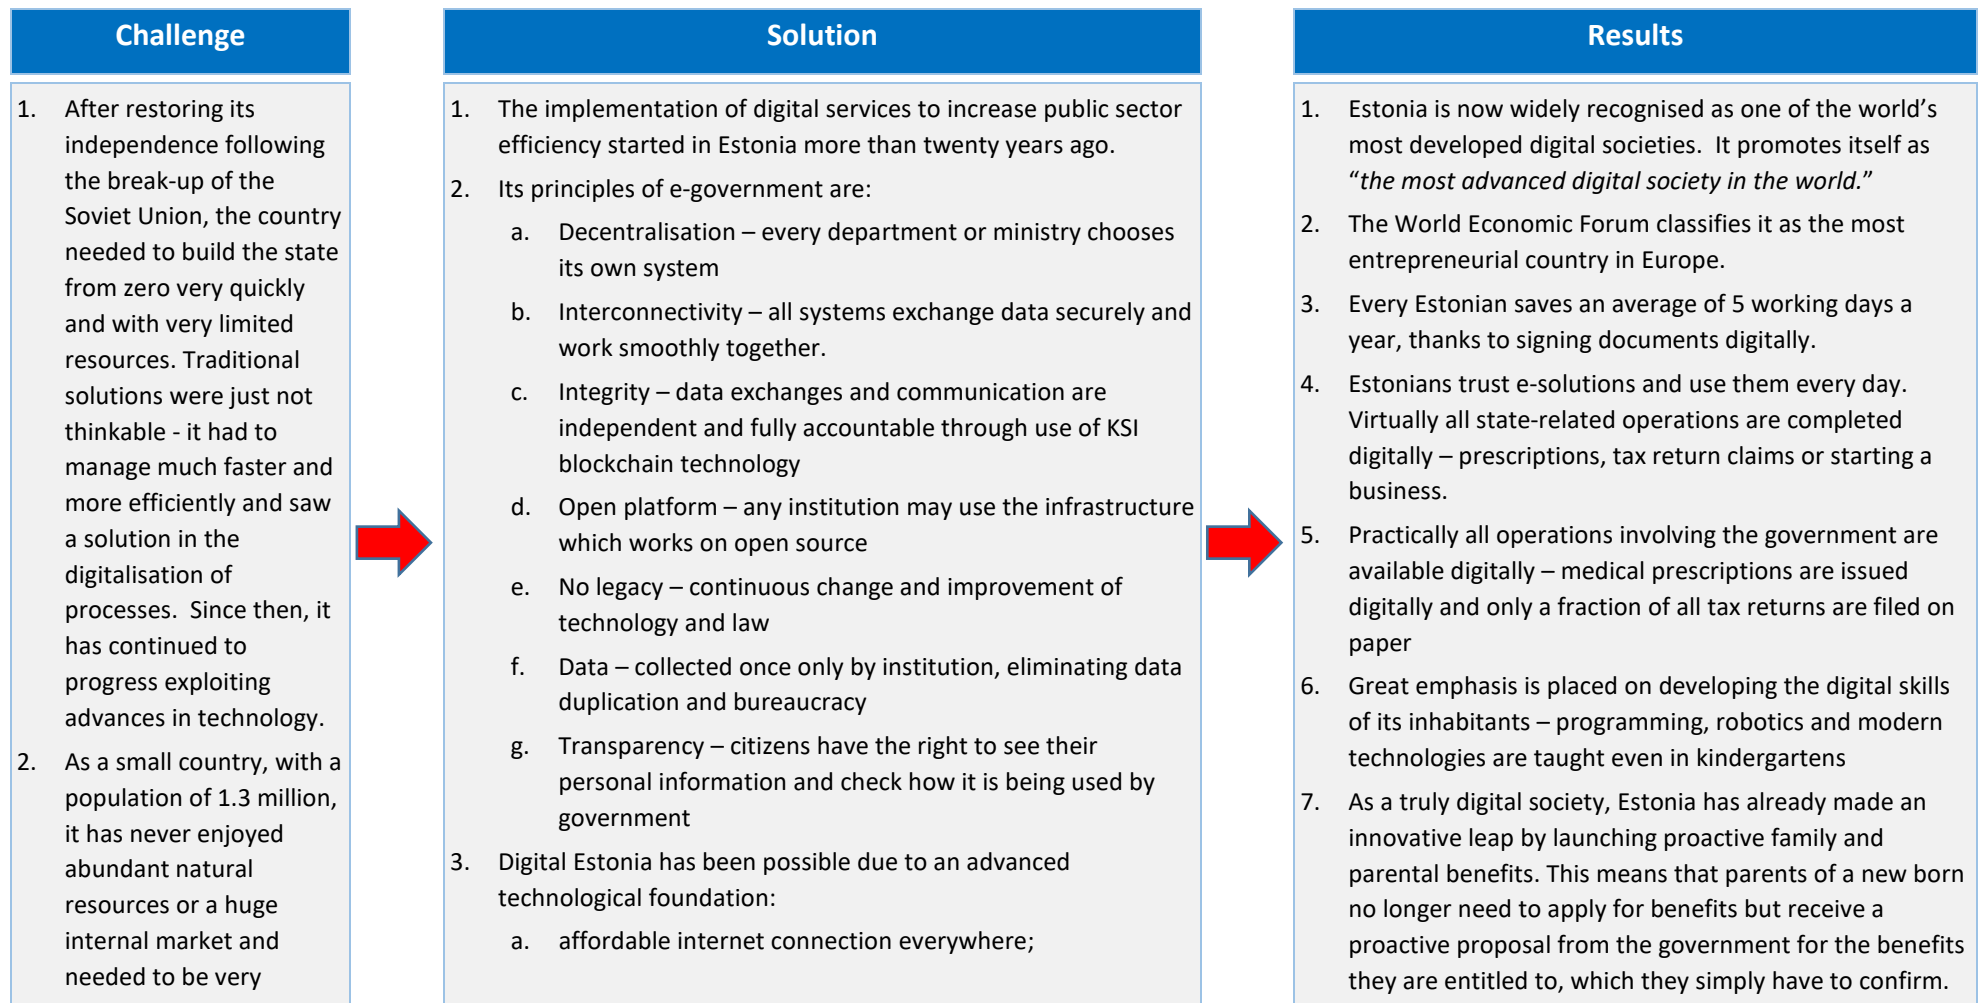 Challenge
1. After restoring its
independence following
the break-up of the
Soviet Union, the country
needed to build the state
from zero very quickly
and with very limited
resources. Traditional
solutions were just not
thinkable - it had to
manage much faster and
more efficiently and saw
a solution in the
digitalisation of
processes.  Since then, it
has continued to
progress exploiting
advances in technology.
2. As a small country, with a
population of 1.3 million,
it has never enjoyed
abundant natural
resources or a huge
internal market and
needed to be very
Solution
1. The implementation of digital services to increase public sector
efficiency started in Estonia more than twenty years ago.
2. Its principles of e-government are:
a. Decentralisation – every department or ministry chooses
its own system
b. Interconnectivity – all systems exchange data securely and
work smoothly together.
c. Integrity – data exchanges and communication are
independent and fully accountable through use of KSI
blockchain technology
d. Open platform – any institution may use the infrastructure
which works on open source
e. No legacy – continuous change and improvement of
technology and law
f. Data – collected once only by institution, eliminating data
duplication and bureaucracy
g. Transparency – citizens have the right to see their
personal information and check how it is being used by
government
3. Digital Estonia has been possible due to an advanced
technological foundation:
a. affordable internet connection everywhere;
Results
1. Estonia is now widely recognised as one of the world’s
most developed digital societies.  It promotes itself as
“the most advanced digital society in the world.”
2. The World Economic Forum classifies it as the most
entrepreneurial country in Europe.
3. Every Estonian saves an average of 5 working days a
year, thanks to signing documents digitally.
4. Estonians trust e-solutions and use them every day.
Virtually all state-related operations are completed
digitally – prescriptions, tax return claims or starting a
business.
5. Practically all operations involving the government are
available digitally – medical prescriptions are issued
digitally and only a fraction of all tax returns are filed on
paper
6. Great emphasis is placed on developing the digital skills
of its inhabitants – programming, robotics and modern
technologies are taught even in kindergartens
7. As a truly digital society, Estonia has already made an
innovative leap by launching proactive family and
parental benefits. This means that parents of a new born
no longer need to apply for benefits but receive a
proactive proposal from the government for the benefits
they are entitled to, which they simply have to confirm.